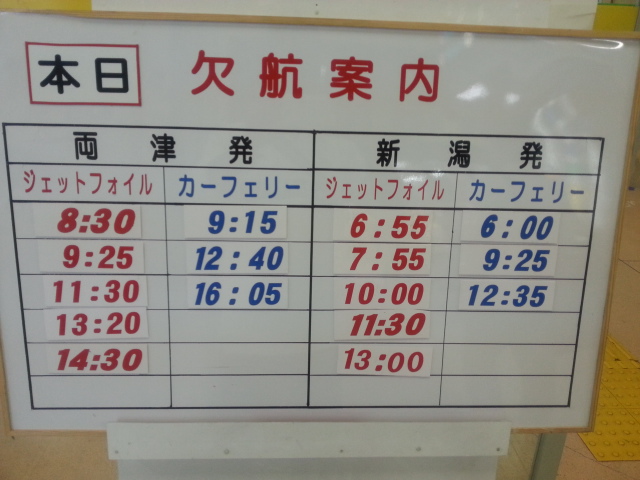 本日 欠航案内
両津発 新潟発
ジェットフォイル カーフェリー ジェットフォイル カーフェリー
8:30 9:15 6:55 6:00
9:25 12:40 7:55 9:25
11:30 16:05 10:00 12:35
13:20 11:30
14:30 13:00